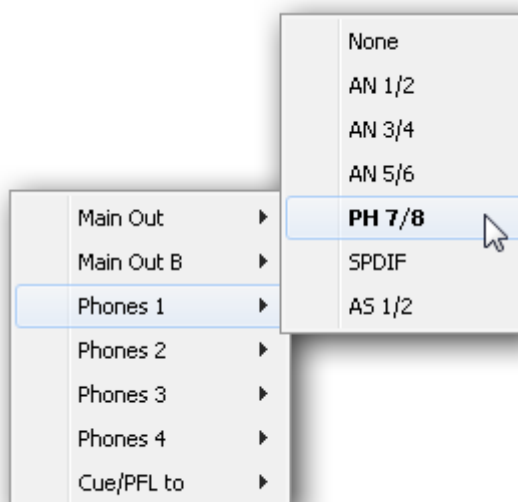 None
AN 1/2
AN 3/4
AN 5/6
PH 7/8
SPDIF
AS 1/2
Main Out
Main Out B
Phones 1
Phones 2
Phones 3
Phones 4
Cue/PFL to